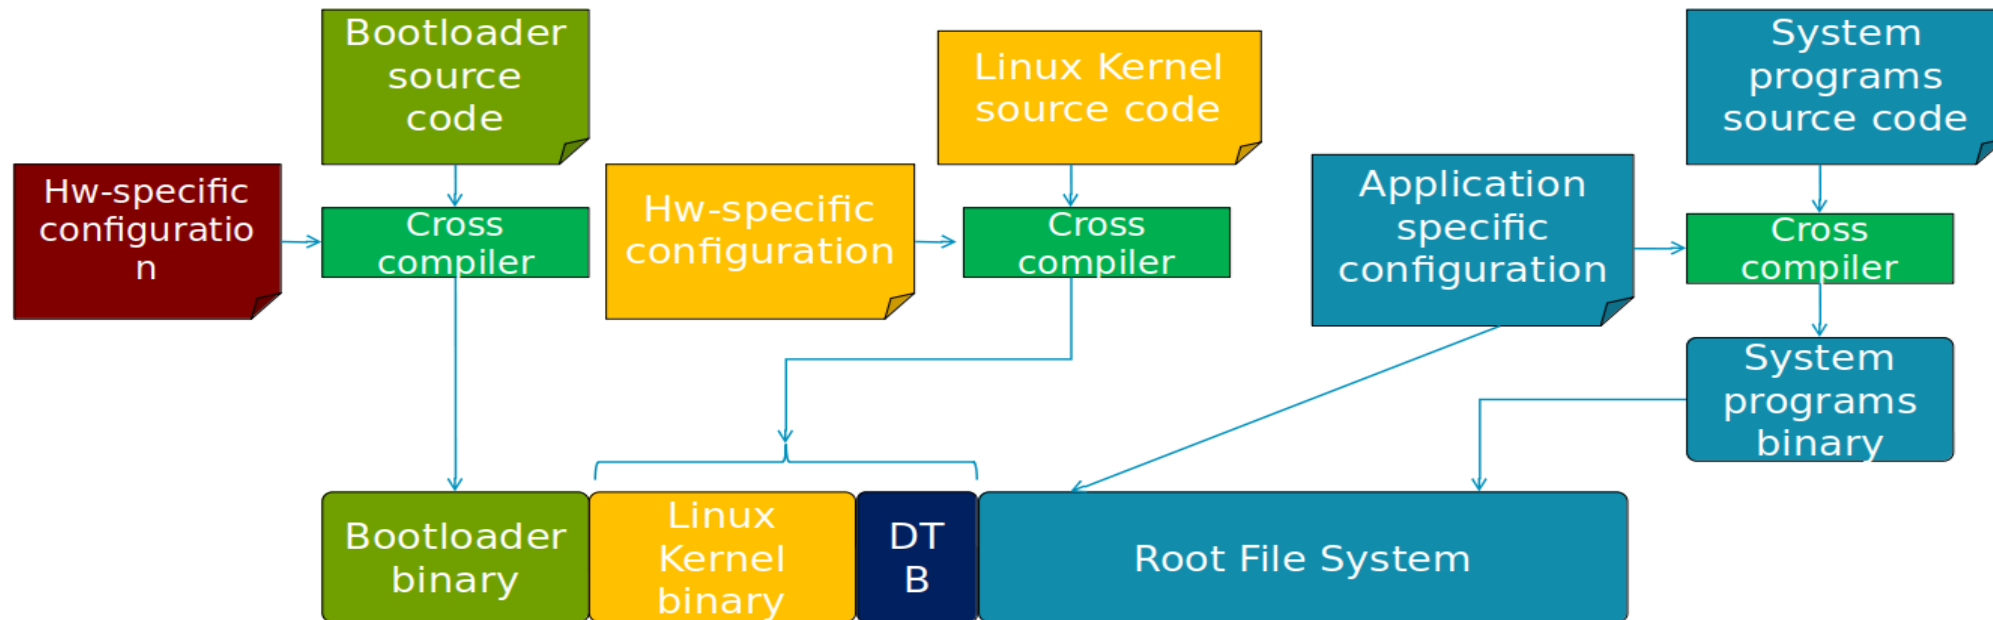 Bootloader
source
code
Linux Kernel
source code
System
programs
source code
Hw-specific
configuratio
n
Cross
compiler
Hw-specific
configuration
Cross
compiler
Application
specific
configuration
Cross
compiler
System
programs
binary
Bootloader
binary
Linux
Kernel
binary
DT
B
Root File System